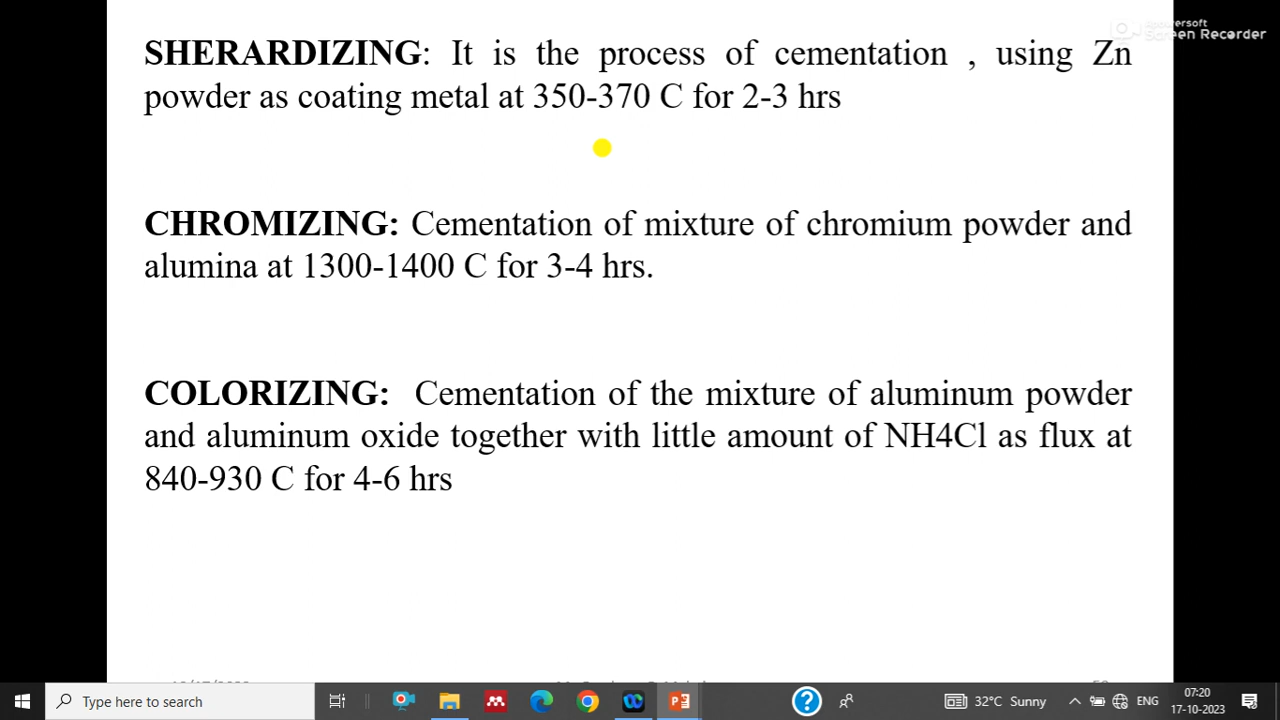 Apowersoft
Screen Recorder
SHERARDIZING: It is the process of cementation , using Zn
powder as coating metal at 350-370 C for 2-3 hrs
CHROMIZING: Cementation of mixture of chromium powder and
alumina at 1300-1400 C for 3-4 hrs.
COLORIZING: Cementation of the mixture of aluminum powder
and aluminum oxide together with little amount of NH4Cl as flux at
840-930 C for 4-6 hrs
Type here to search
32°C Sunny
ENG
07:20
17-10-2023